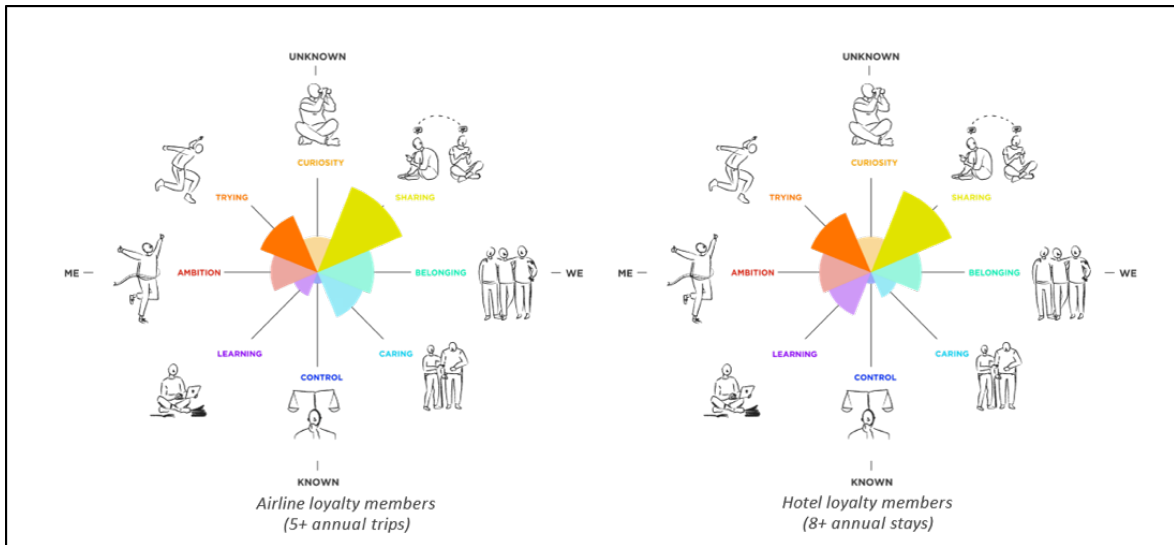 UNKNOWN
CURIOSITY
TRYING
SHARING
ME
AMBITION
BELONGING
WE
LEARNING
CARING
CONTROL
KNOWN
Airline loyalty members
(5+ annual trips)
UNKNOWN
CURIOSITY
TRYING
SHARING
ME
AMBITION
BELONGING
WE
LEARNING
CARING
CONTROL
KNOWN
Hotel loyalty members
(8+ annual stays)